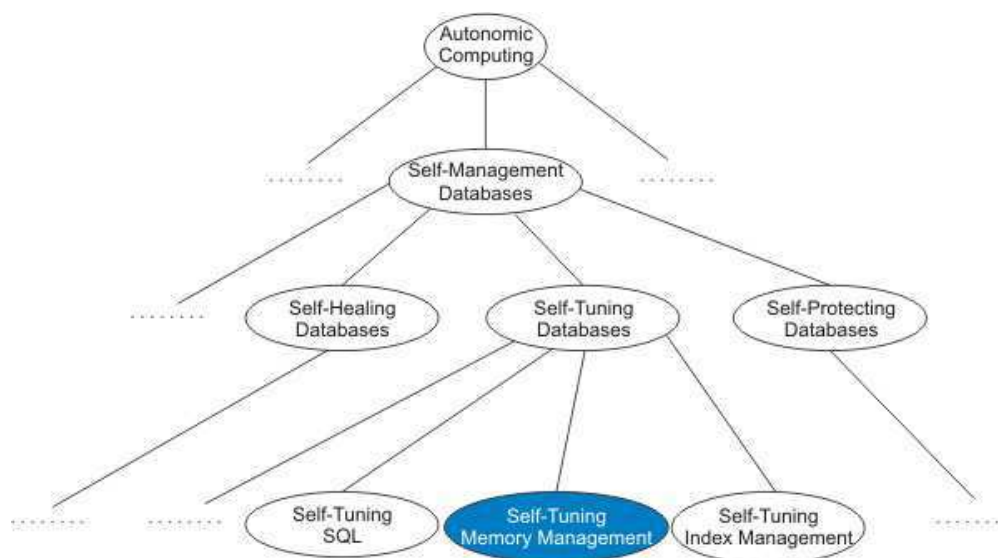 Autonomic
Computing
Self-Management
Databases
Self-Healing
Databases
Self-Tuning
Databases
Self-Protecting
Databases
Self-Tuning
SQL
Self-Tuning
Memory Management
Self-Tuning
Index Management